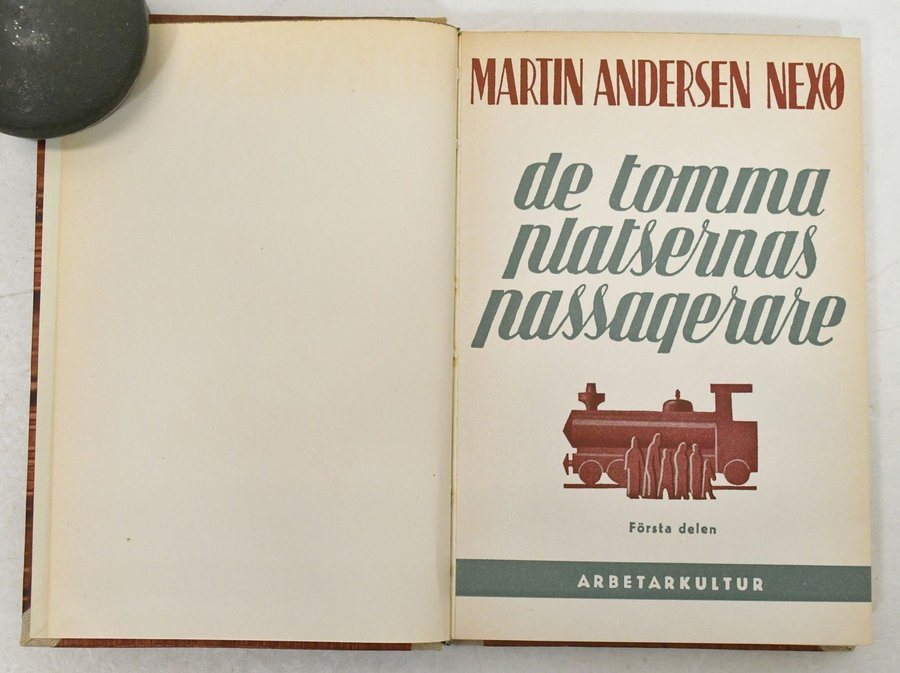 MARTIN ANDERSEN NEXØ
de tomma
platsernas
passagerare
Första delen
ARBETARKULTUR